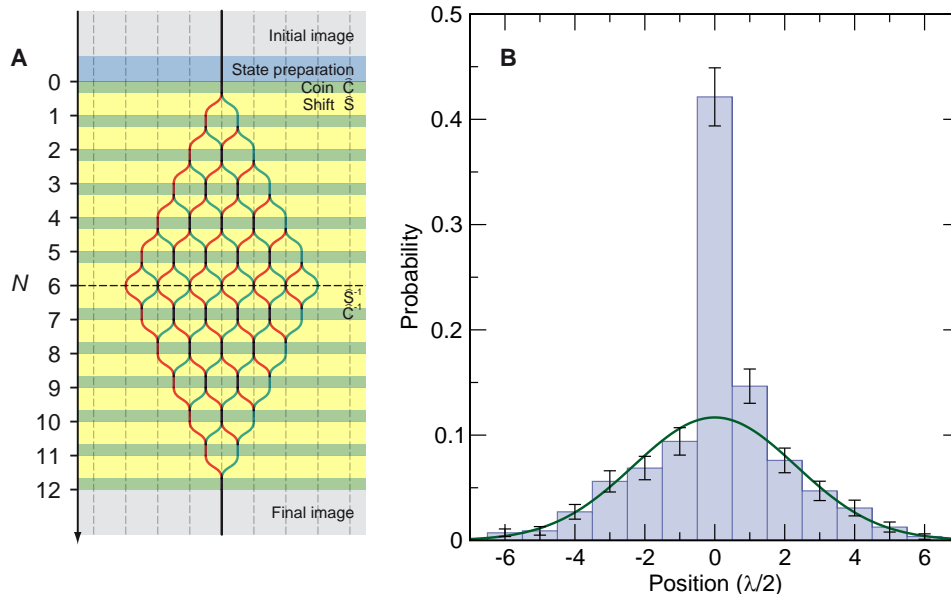 A
Initial image
State preparation
Coin Ĉ
Shift Ŝ
0
1
2
3
4
5
N
6
Ŝ⁻¹
Ĉ⁻¹
7
8
9
10
11
12
Final image
B
0.5
0.4
0.3
0.2
0.1
0
Probability
-6 -4 -2 0 2 4 6
Position (λ/2)